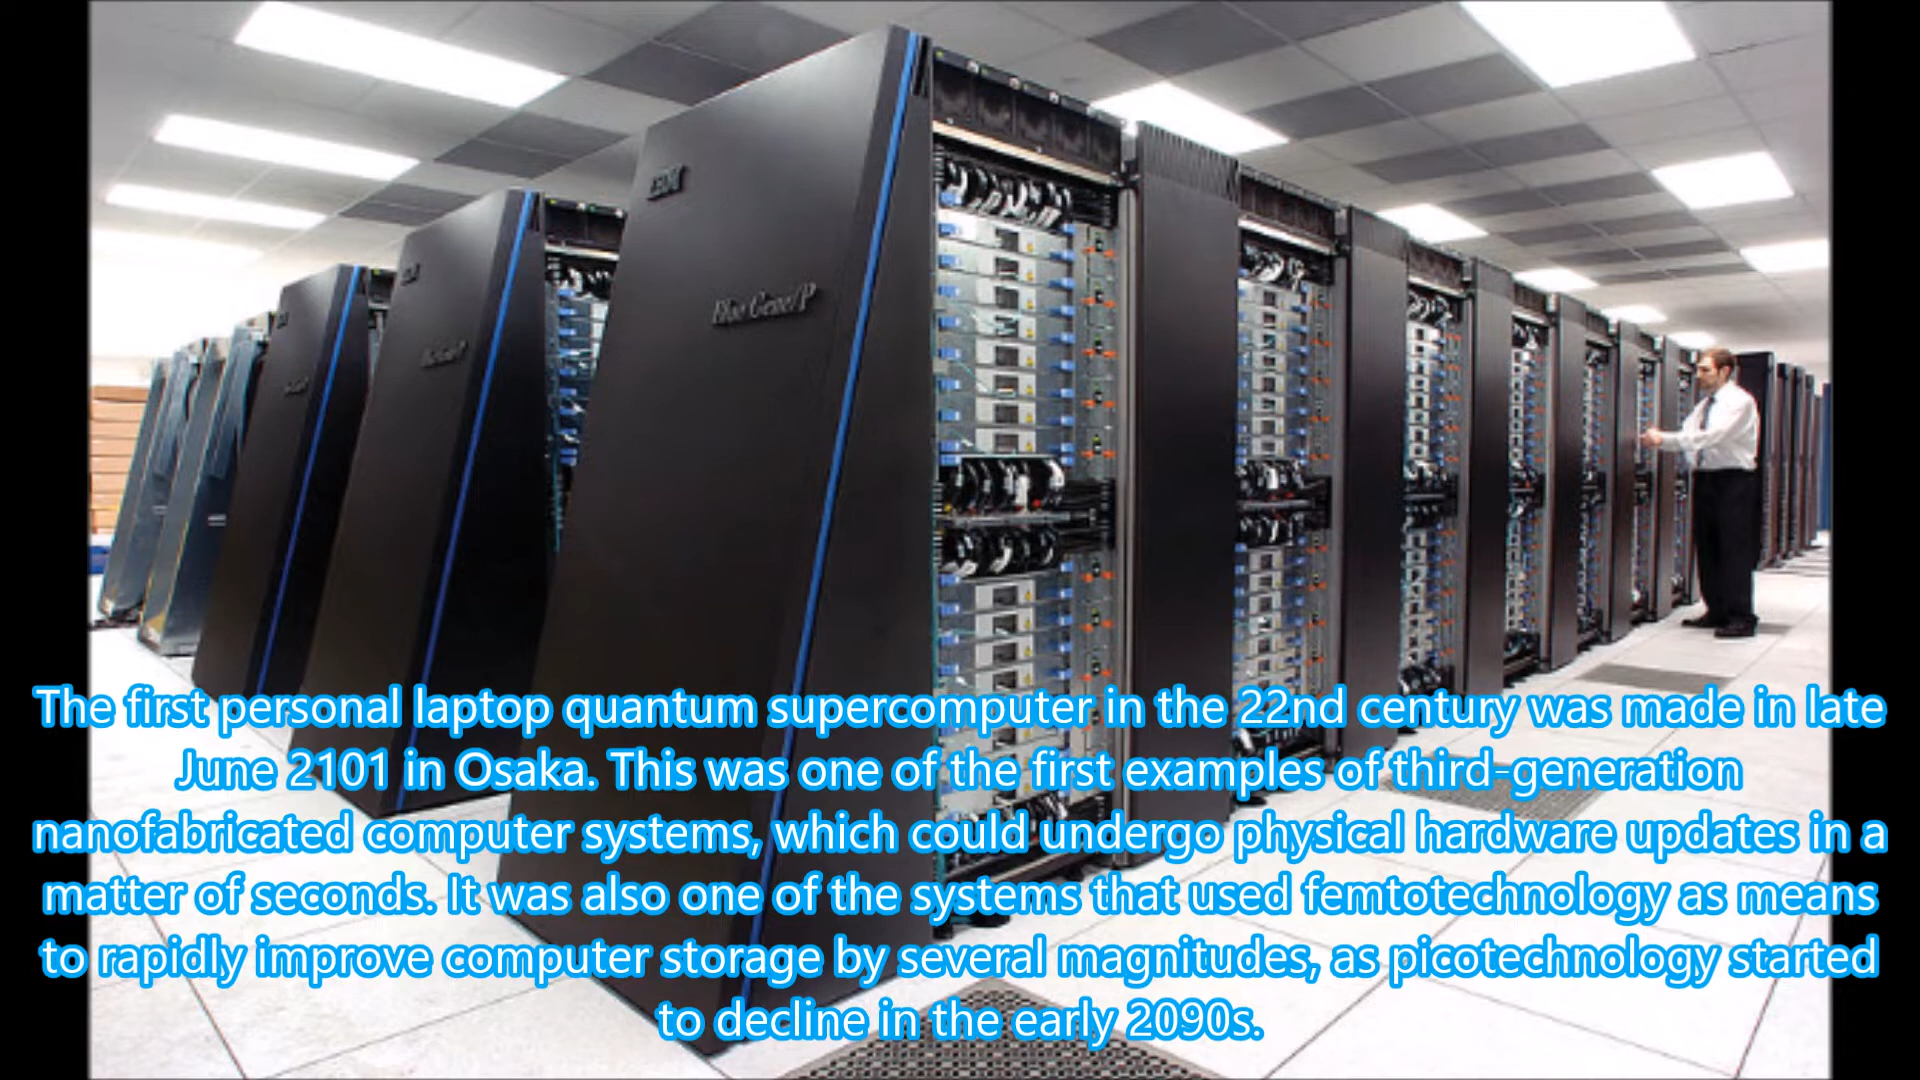 IBM
IBM
Blue Gene/P
Blue Gene/P
The first personal laptop quantum supercomputer in the 22nd century was made in late
June 2101 in Osaka. This was one of the first examples of third-generation
nanofabricated computer systems, which could undergo physical hardware updates in a
matter of seconds. It was also one of the systems that used femtotechnology as means
to rapidly improve computer storage by several magnitudes, as picotechnology started
to decline in the early 2090s.